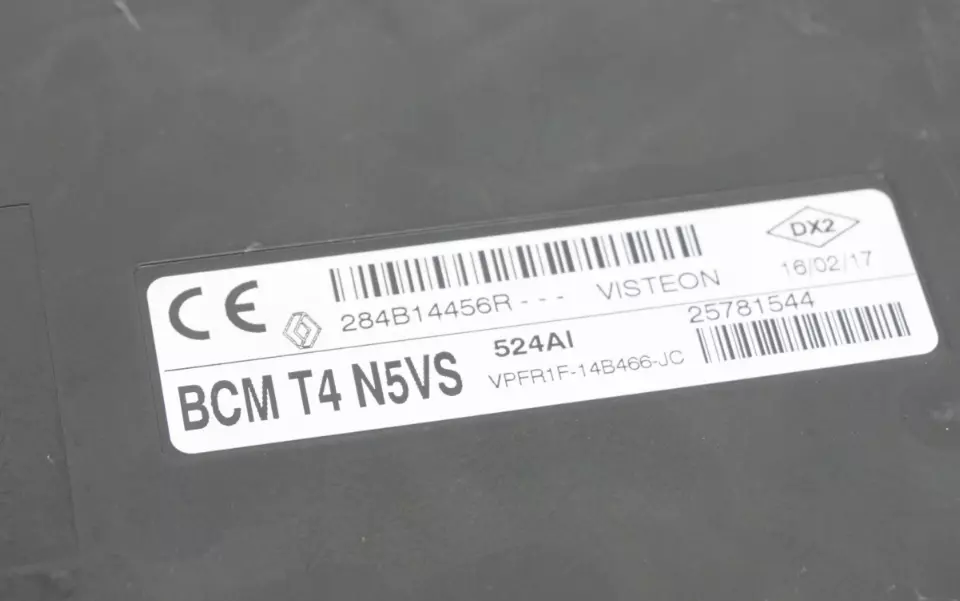 CE
284B14456R--- VISTEON
DX2
16/02/17
BCM T4 N5VS
524AI
VPFR1F-14B466-JC
25781544